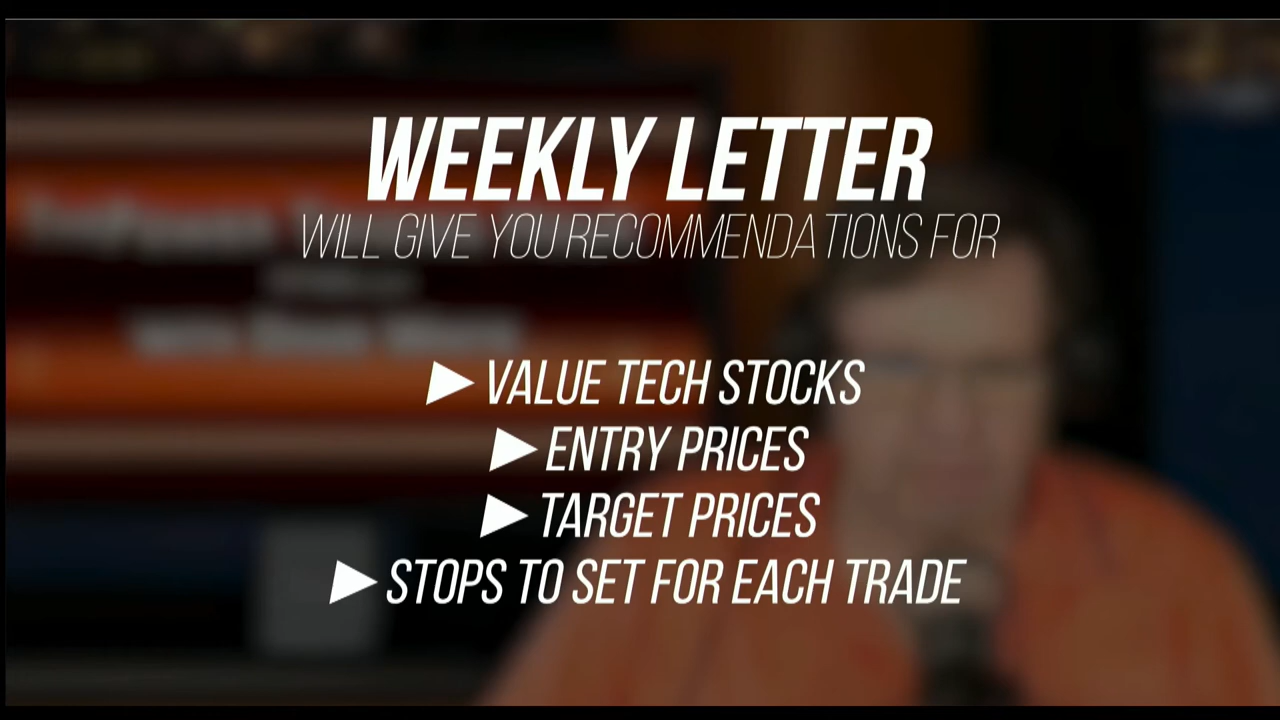 WEEKLY LETTER
WILL GIVE YOU RECOMMENDATIONS FOR
▶ VALUE TECH STOCKS
▶ ENTRY PRICES
▶ TARGET PRICES
▶ STOPS TO SET FOR EACH TRADE